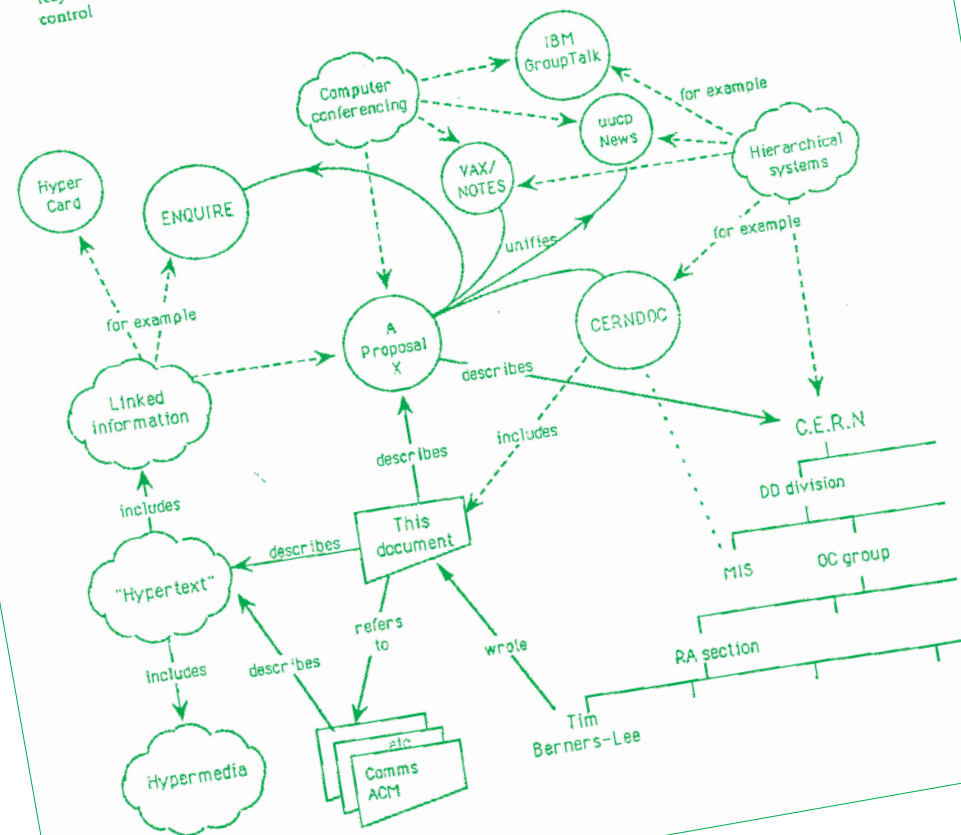 control
IBM
GroupTalk
Computer
conferencing
for example
uucp
News
Hierarchical
systems
Hyper
Card
VAX/
NOTES
ENQUIRE
unifies
for example
A
Proposal
X
CERNDOC
for example
describes
Linked
information
C.E.R.N
includes
describes
DD division
includes
This
document
describes
MIS
OC group
"Hypertext"
refers
to
wrote
RA section
includes
describes
Tim
Berners-Lee
etc
Hypermedia
Comms
ACM